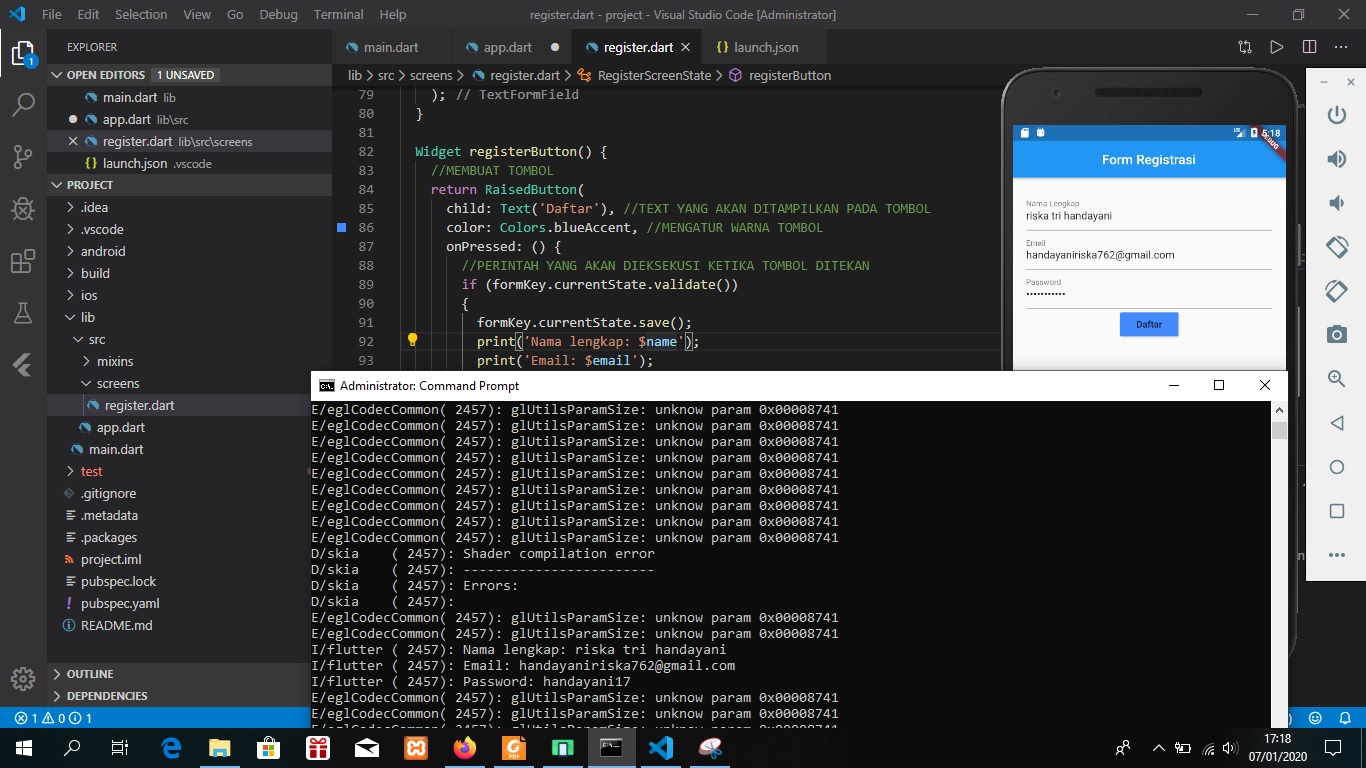 File Edit Selection View Go Debug Terminal Help
register.dart - project - Visual Studio Code [Administrator]
EXPLORER
OPEN EDITORS 1 UNSAVED
main.dart lib
app.dart lib\src
register.dart lib\src\screens
{} launch.json .vscode
PROJECT
.idea
.vscode
android
build
ios
lib
src
mixins
screens
register.dart
app.dart
main.dart
test
.gitignore
.metadata
.packages
project.iml
pubspec.lock
! pubspec.yaml
README.md
OUTLINE
DEPENDENCIES
1
main.dart app.dart register.dart {} launch.json
lib > src > screens > register.dart > RegisterScreenState > registerButton
79 ); // TextFormField
80 }
81
82 Widget registerButton() {
83 //MEMBUAT TOMBOL
84 return RaisedButton(
85 child: Text('Daftar'), //TEXT YANG AKAN DITAMPILKAN PADA TOMBOL
86 color: Colors.blueAccent, //MENGATUR WARNA TOMBOL
87 onPressed: () {
88 //PERINTAH YANG AKAN DIEKSEKUSI KETIKA TOMBOL DITEKAN
89 if (formKey.currentState.validate())
90 {
91 formKey.currentState.save();
92 print('Nama lengkap: $name');
93 print('Email: $email');
5:18
DEBUG
Form Registrasi
Nama Lengkap
riska tri handayani
Email
handayaniriska762@gmail.com
Password
•••••••••••
Daftar
Administrator: Command Prompt
E/eglCodecCommon( 2457): glUtilsParamSize: unknow param 0x00008741
E/eglCodecCommon( 2457): glUtilsParamSize: unknow param 0x00008741
E/eglCodecCommon( 2457): glUtilsParamSize: unknow param 0x00008741
E/eglCodecCommon( 2457): glUtilsParamSize: unknow param 0x00008741
E/eglCodecCommon( 2457): glUtilsParamSize: unknow param 0x00008741
E/eglCodecCommon( 2457): glUtilsParamSize: unknow param 0x00008741
E/eglCodecCommon( 2457): glUtilsParamSize: unknow param 0x00008741
E/eglCodecCommon( 2457): glUtilsParamSize: unknow param 0x00008741
E/eglCodecCommon( 2457): glUtilsParamSize: unknow param 0x00008741
D/skia ( 2457): Shader compilation error
D/skia ( 2457): ------------------------
D/skia ( 2457): Errors:
D/skia ( 2457):
E/eglCodecCommon( 2457): glUtilsParamSize: unknow param 0x00008741
E/eglCodecCommon( 2457): glUtilsParamSize: unknow param 0x00008741
I/flutter ( 2457): Nama lengkap: riska tri handayani
I/flutter ( 2457): Email: handayaniriska762@gmail.com
I/flutter ( 2457): Password: handayani17
E/eglCodecCommon( 2457): glUtilsParamSize: unknow param 0x00008741
E/eglCodecCommon( 2457): glUtilsParamSize: unknow param 0x00008741
1 0 1
17:18
07/01/2020